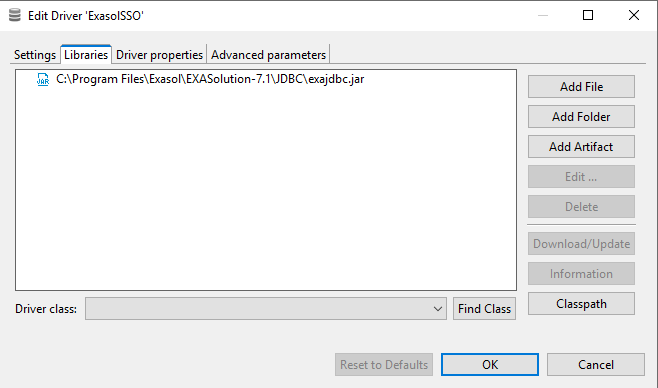 Edit Driver 'ExasolSSO'
Settings Libraries Driver properties Advanced parameters
JAR C:\Program Files\Exasol\EXASolution-7.1\JDBC\exajdbc.jar
Add File
Add Folder
Add Artifact
Edit ...
Delete
Download/Update
Information
Classpath
Driver class:
Find Class
Reset to Defaults
OK
Cancel